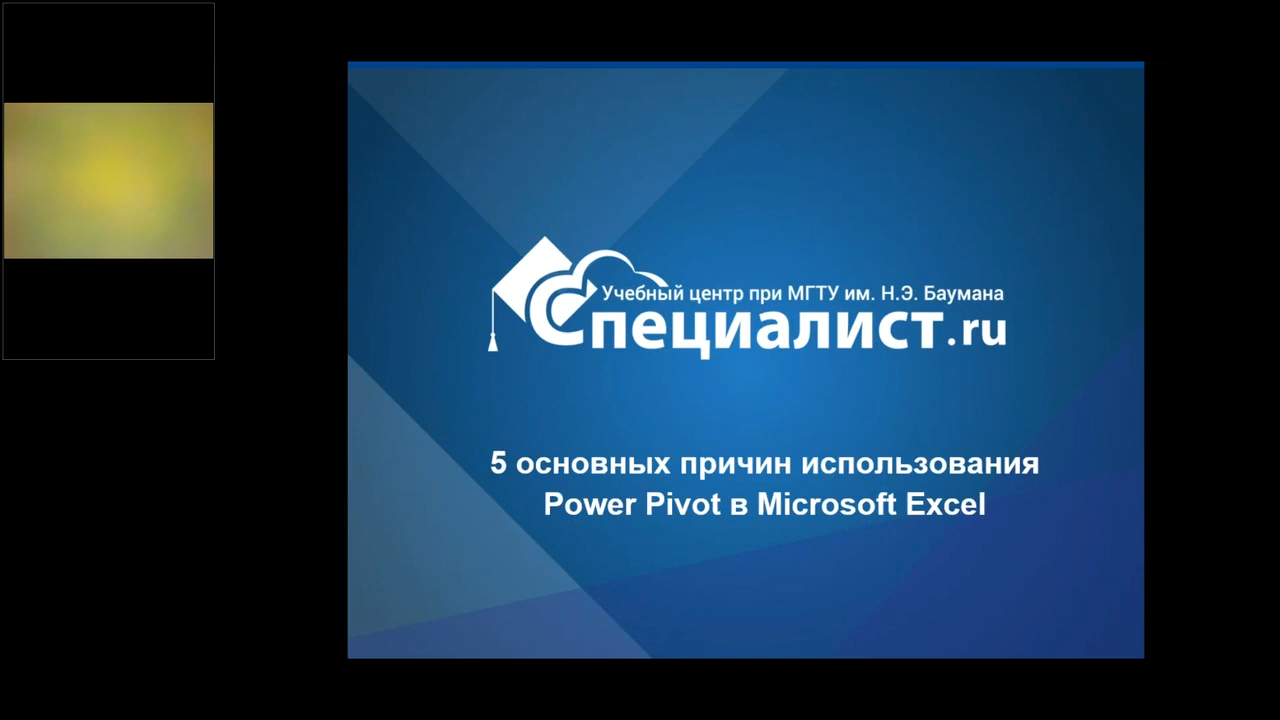 Учебный центр при МГТУ им. Н.Э. Баумана
Специалист.ru
5 основных причин использования
Power Pivot в Microsoft Excel